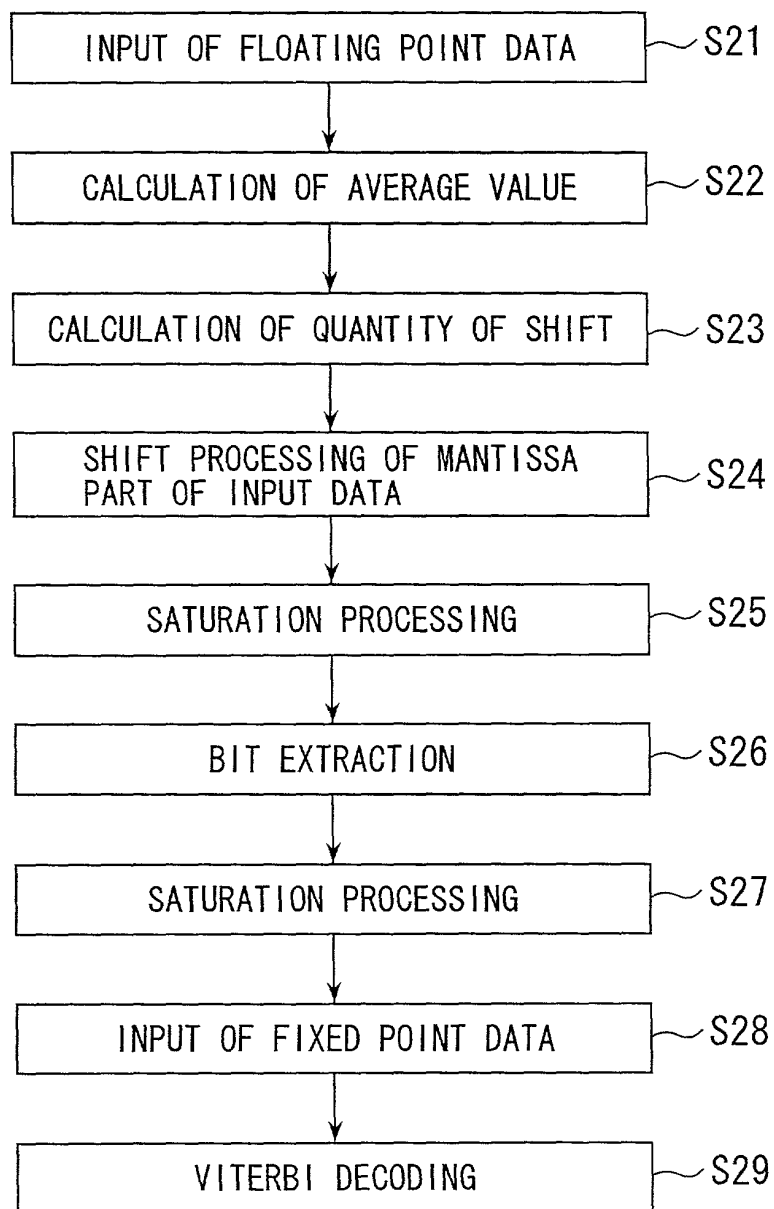 INPUT OF FLOATING POINT DATA S21
CALCULATION OF AVERAGE VALUE S22
CALCULATION OF QUANTITY OF SHIFT S23
SHIFT PROCESSING OF MANTISSA
PART OF INPUT DATA S24
SATURATION PROCESSING S25
BIT EXTRACTION S26
SATURATION PROCESSING S27
INPUT OF FIXED POINT DATA S28
VITERBI DECODING S29